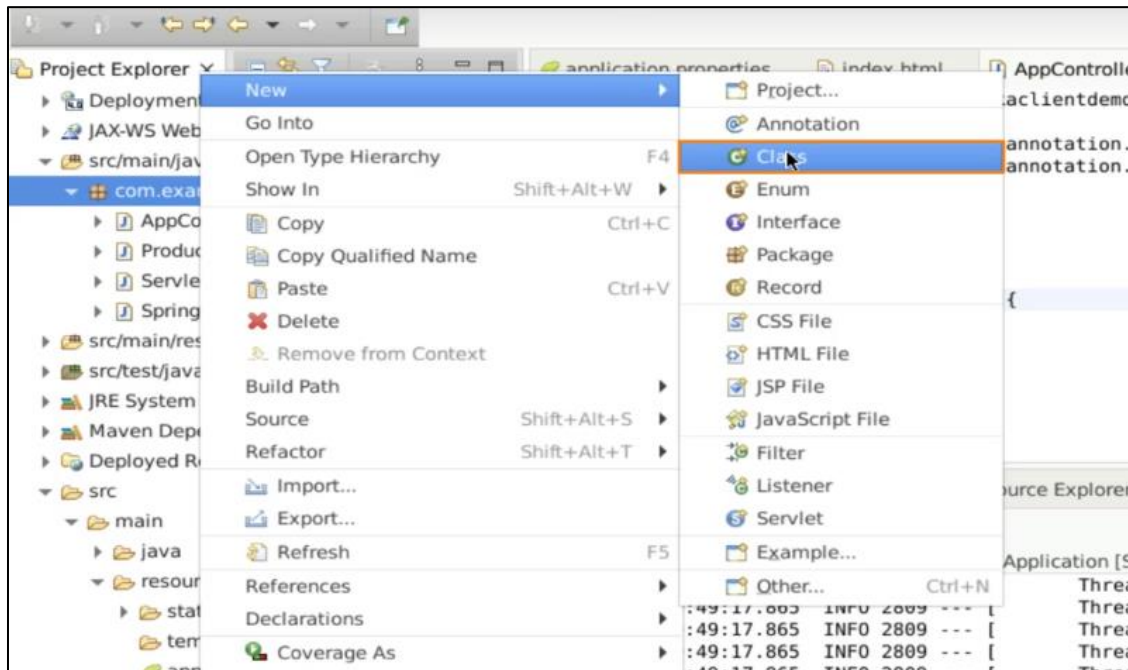 Project Explorer
Deploymen
JAX-WS Web
src/main/jav
com.exa
AppCo
Produc
Servle
Spring
src/main/res
src/test/java
JRE System
Maven Depe
Deployed R
src
main
java
resour
stat
tem
New
Go Into
Open Type Hierarchy F4
Show In Shift+Alt+W
Copy Ctrl+C
Copy Qualified Name
Paste Ctrl+V
Delete
Remove from Context
Build Path
Source Shift+Alt+S
Refactor Shift+Alt+T
Import...
Export...
Refresh F5
References
Declarations
Coverage As
Project...
Annotation
Class
Enum
Interface
Package
Record
CSS File
HTML File
JSP File
JavaScript File
Filter
Listener
Servlet
Example...
Other... Ctrl+N
application.properties index.html AppControlle
aclientdemo
annotation.
annotation.
{
urce Explorer
Application [S
Threa
:49:17.865 INFO 2809 --- [ Threa
:49:17.865 INFO 2809 --- [ Threa
:49:17.865 INFO 2809 --- [ Threa